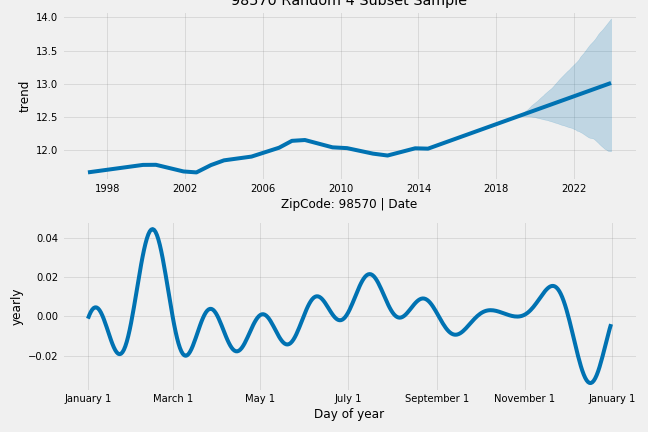 98570 Random 4 Subset Sample
14.0
13.5
13.0
12.5
12.0
trend
1998 2002 2006 2010 2014 2018 2022
ZipCode: 98570 | Date
0.04
0.02
0.00
−0.02
yearly
January 1 March 1 May 1 July 1 September 1 November 1 January 1
Day of year